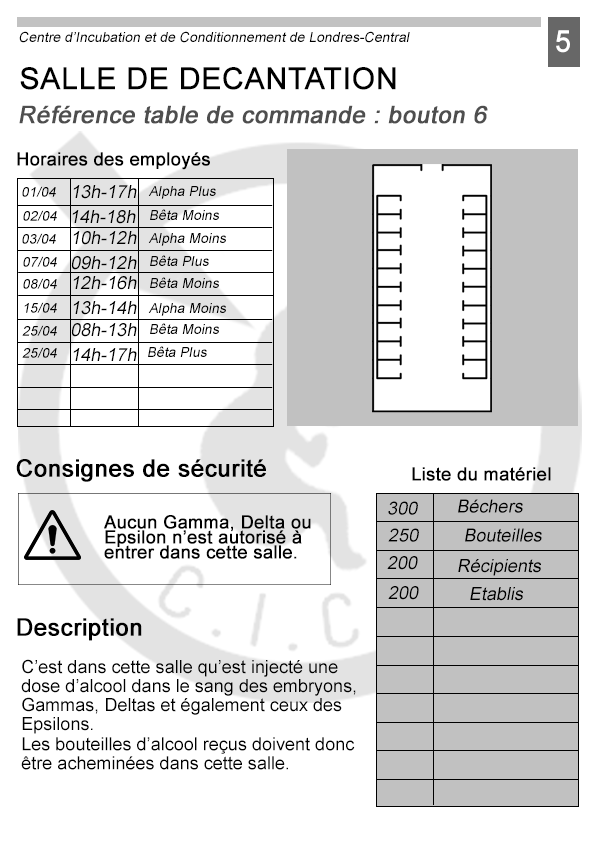 Centre d'Incubation et de Conditionnement de Londres-Central
5
SALLE DE DECANTATION
Référence table de commande : bouton 6
Horaires des employés
01/04 13h-17h Alpha Plus
02/04 14h-18h Bêta Moins
03/04 10h-12h Alpha Moins
07/04 09h-12h Bêta Plus
08/04 12h-16h Bêta Moins
15/04 13h-14h Alpha Moins
25/04 08h-13h Bêta Moins
25/04 14h-17h Bêta Plus
Consignes de sécurité
Aucun Gamma, Delta ou
Epsilon n'est autorisé à
entrer dans cette salle.
Liste du matériel
300 Béchers
250 Bouteilles
200 Récipients
200 Etablis
Description
C'est dans cette salle qu'est injecté une
dose d'alcool dans le sang des embryons,
Gammas, Deltas et également ceux des
Epsilons.
Les bouteilles d'alcool reçus doivent donc
être acheminées dans cette salle.
C.I.C